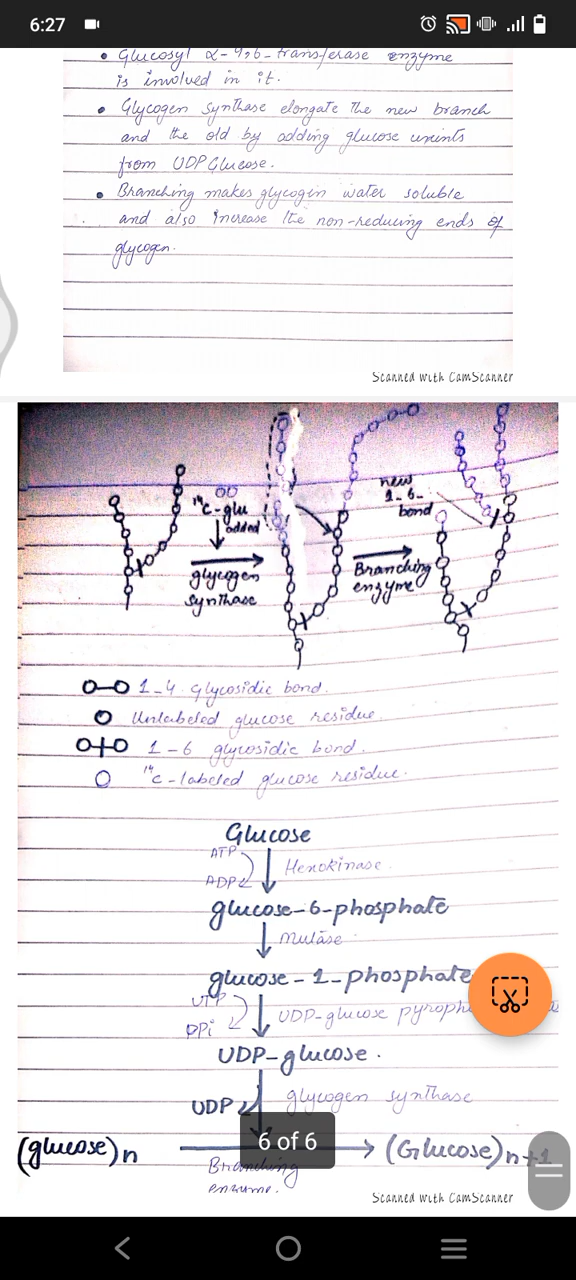 6:27
• Glucosyl α-4,6-transferase enzyme
is involved in it.
• Glycogen synthase elongate the new branch
and the old by adding glucose unints
from UDPGlucose.
• Branching makes glycogen water soluble
and also increase the non-reducing ends of
glycogen.
Scanned with CamScanner
14c-glu
added
glycogen
synthase
Branching
enzyme
new
1-6-
bond
1-4 Glycosidic bond.
Unlabeled glucose residue.
1-6 glycosidic bond.
14c-labeled glucose residue.
Glucose
ATP
ADP
Hexokinase.
glucose-6-phosphate
mutase
glucose-1-phosphate
UTP
PPi
UDP-glucose pyroph
UDP-glucose.
UDP
glycogen synthase
6 of 6
(glucose)n
(Glucose)n+1
Branching
enzyme.
Scanned with CamScanner